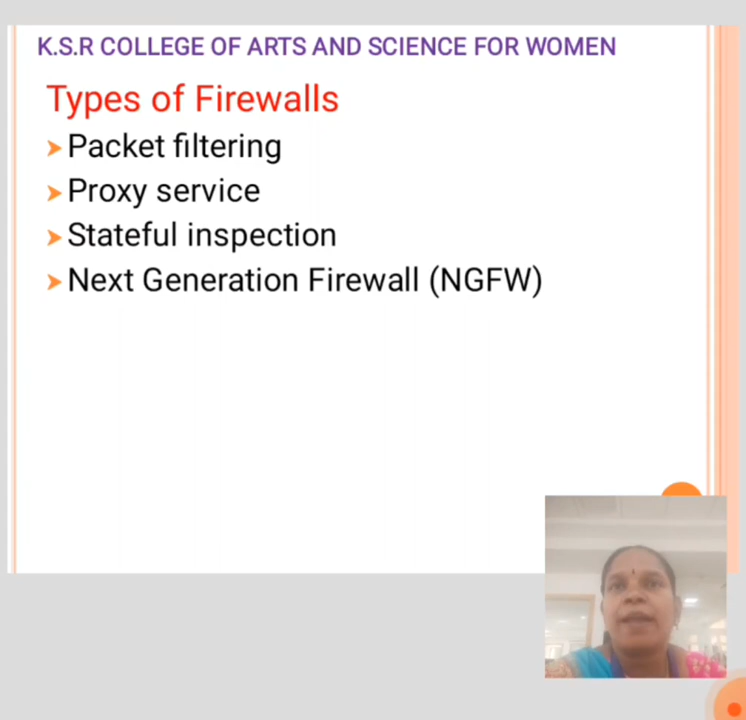 K.S.R COLLEGE OF ARTS AND SCIENCE FOR WOMEN
Types of Firewalls
Packet filtering
Proxy service
Stateful inspection
Next Generation Firewall (NGFW)